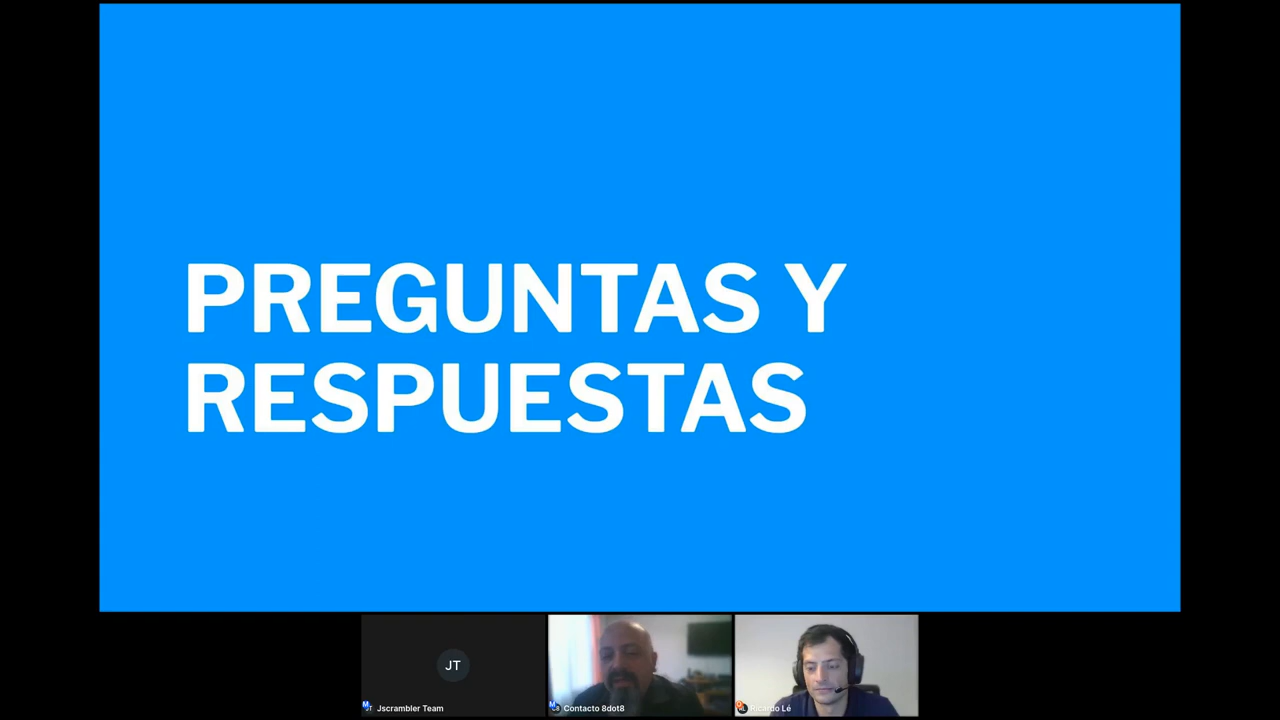 PREGUNTAS Y
RESPUESTAS
JT
Jscrambler Team
Contacto 8dot8
Ricardo Lé